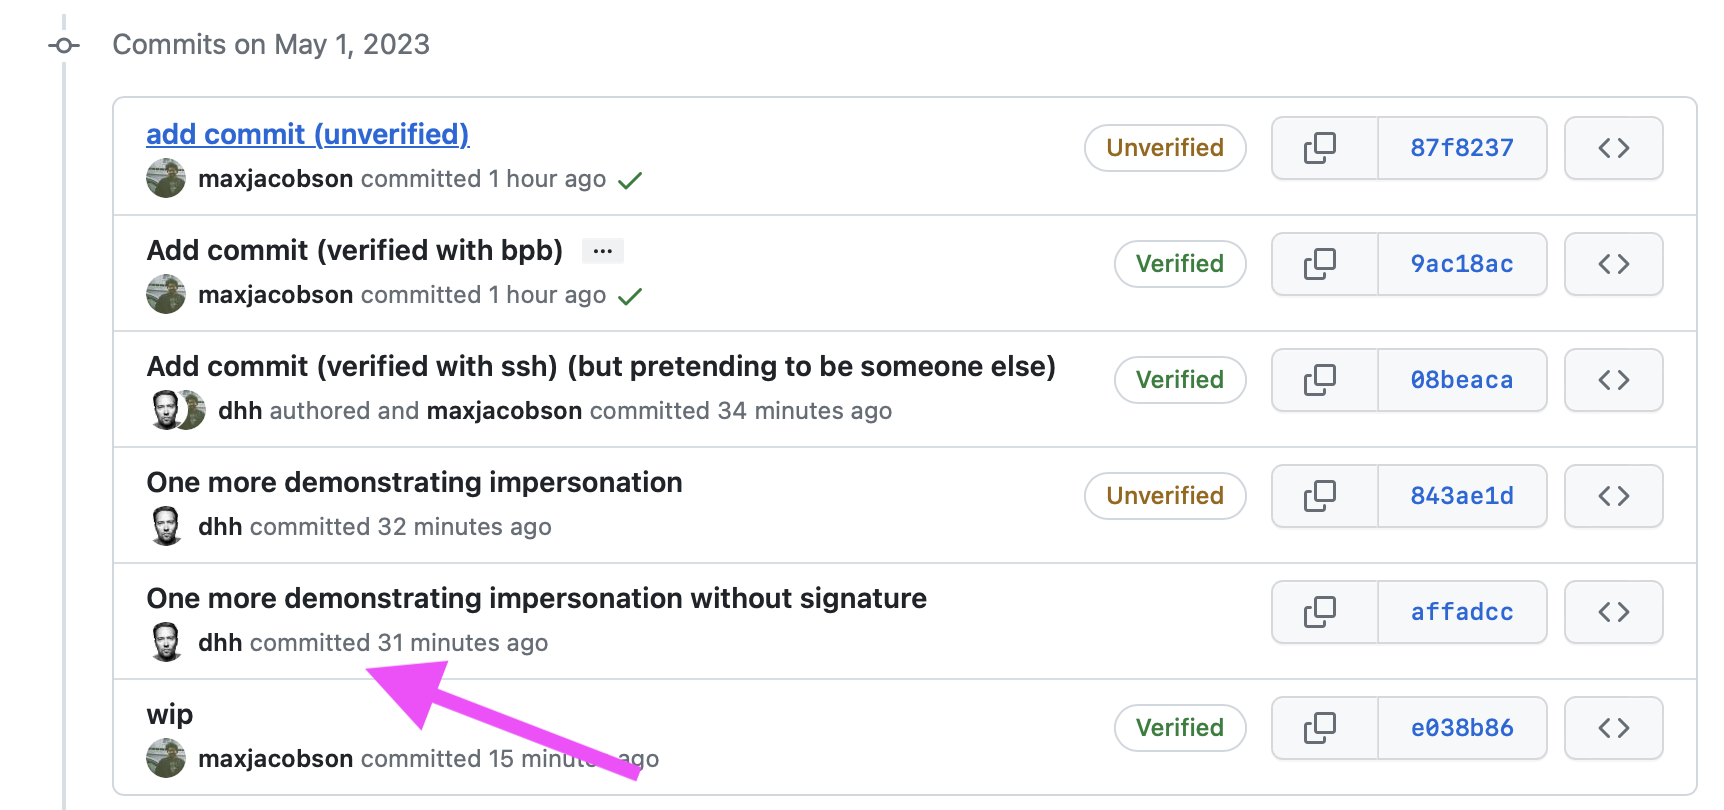 Commits on May 1, 2023
add commit (unverified)
Unverified
87f8237
maxjacobson committed 1 hour ago
Add commit (verified with bpb) ...
Verified
9ac18ac
maxjacobson committed 1 hour ago
Add commit (verified with ssh) (but pretending to be someone else)
Verified
08beaca
dhh authored and maxjacobson committed 34 minutes ago
One more demonstrating impersonation
Unverified
843ae1d
dhh committed 32 minutes ago
One more demonstrating impersonation without signature
affadcc
dhh committed 31 minutes ago
wip
Verified
e038b86
maxjacobson committed 15 minutes ago